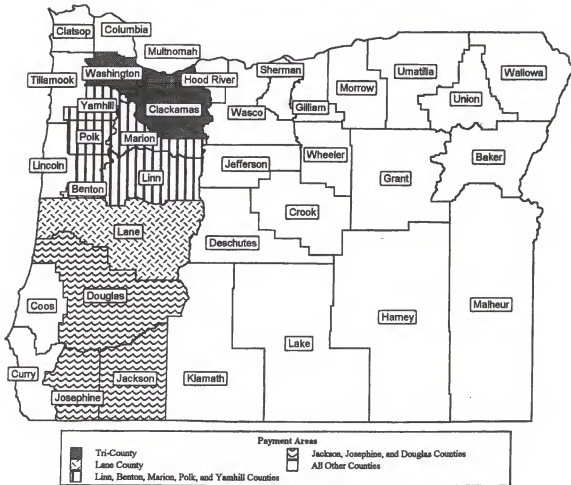 Clatsop
Columbia
Multnomah
Tillamook
Washington
Hood River
Sherman
Morrow
Umatilla
Wallowa
Union
Yamhill
Clackamas
Wasco
Gilliam
Polk
Marion
Wheeler
Baker
Lincoln
Linn
Jefferson
Grant
Benton
Crook
Lane
Deschutes
Douglas
Coos
Harney
Malheur
Lake
Curry
Jackson
Klamath
Josephine
Payment Areas
Tri-County
Lane County
Linn, Benton, Marion, Polk, and Yamhill Counties
Jackson, Josephine, and Douglas Counties
All Other Counties